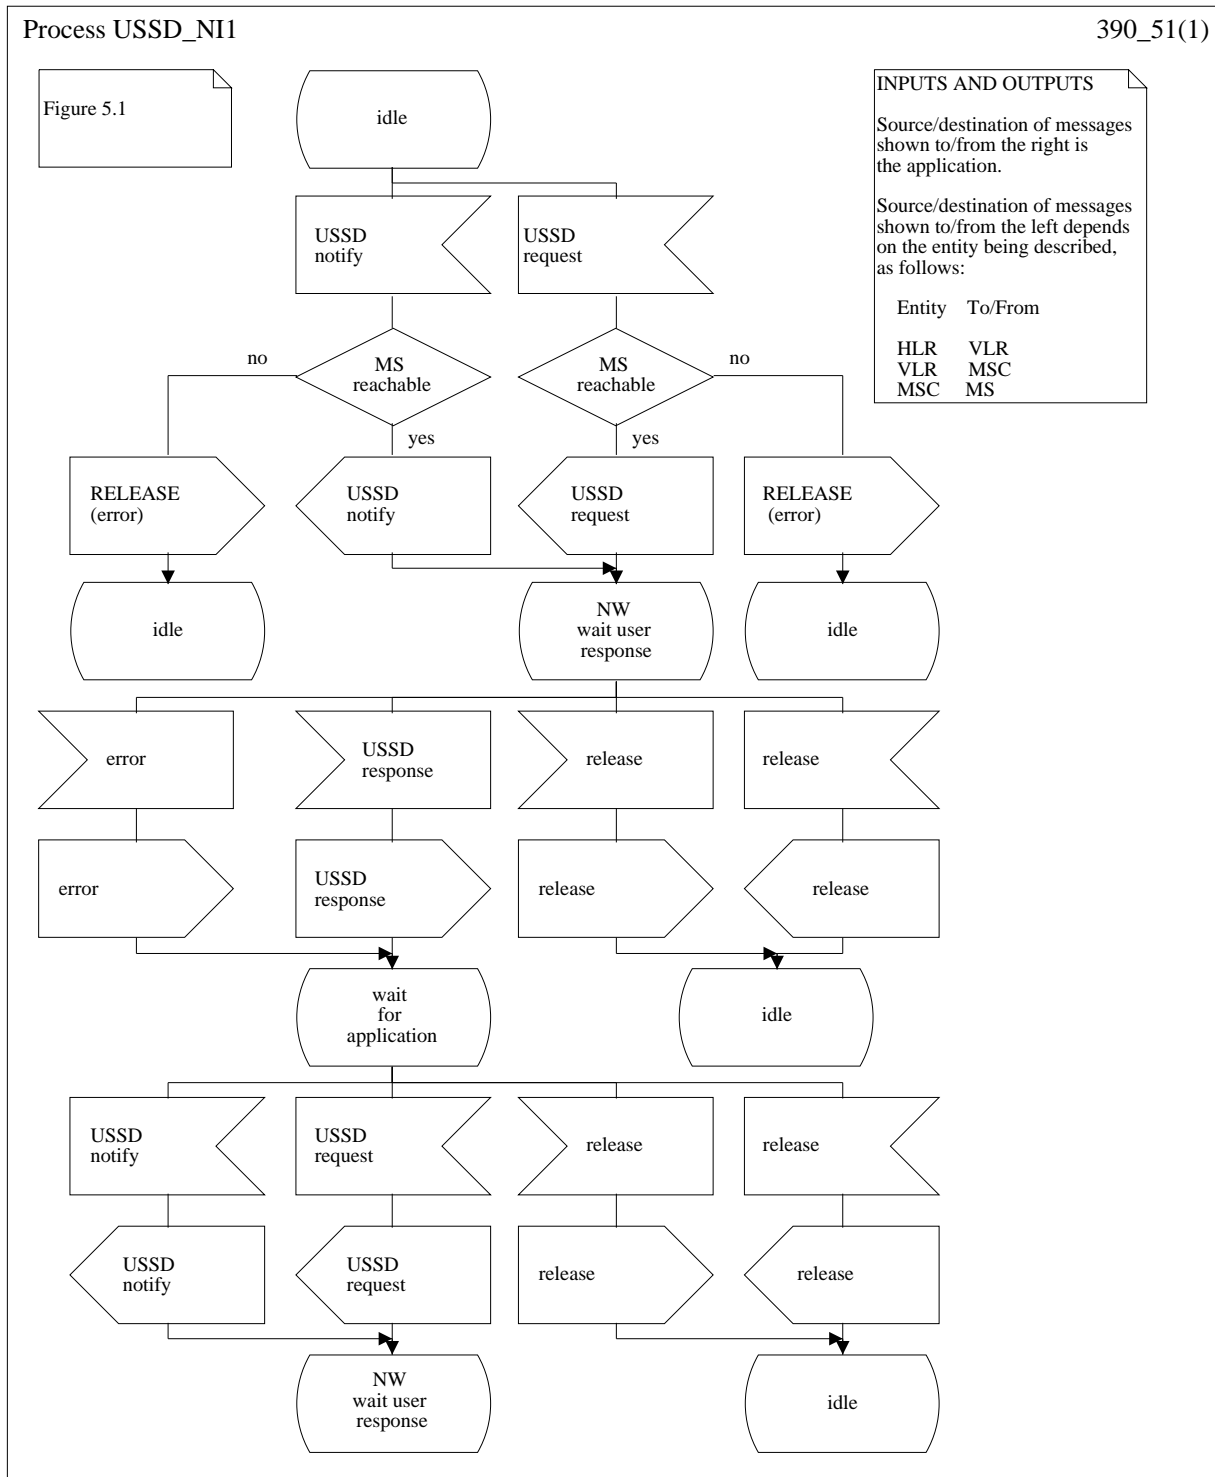 Process USSD_NI1
390_51(1)
Figure 5.1
idle
INPUTS AND OUTPUTS
Source/destination of messages
shown to/from the right is
the application.
Source/destination of messages
shown to/from the left depends
on the entity being described,
as follows:
Entity To/From
HLR VLR
VLR MSC
MSC MS
USSD
notify
USSD
request
no
MS
reachable
MS
reachable
no
yes
yes
RELEASE
(error)
USSD
notify
USSD
request
RELEASE
(error)
idle
NW
wait user
response
idle
error
USSD
response
release
release
error
USSD
response
release
release
wait
for
application
idle
USSD
notify
USSD
request
release
release
USSD
notify
USSD
request
release
release
NW
wait user
response
idle